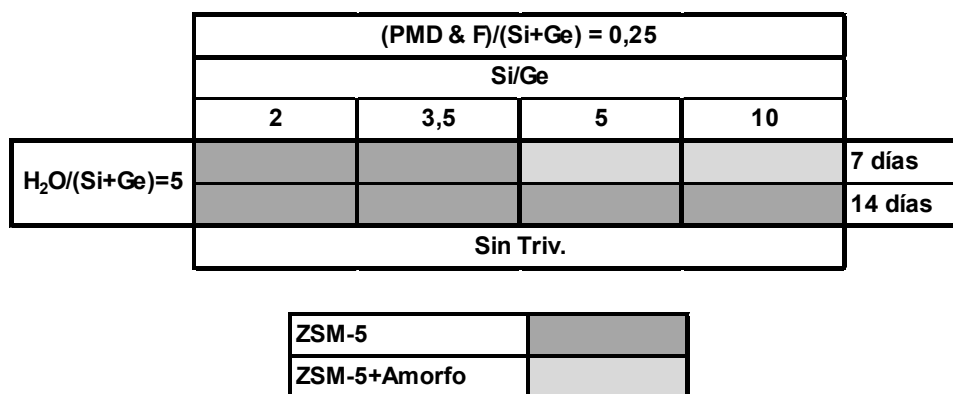 (PMD & F)/(Si+Ge) = 0,25
Si/Ge
2 3,5 5 10
H₂O/(Si+Ge)=5
7 días
14 días
Sin Triv.
ZSM-5
ZSM-5+Amorfo